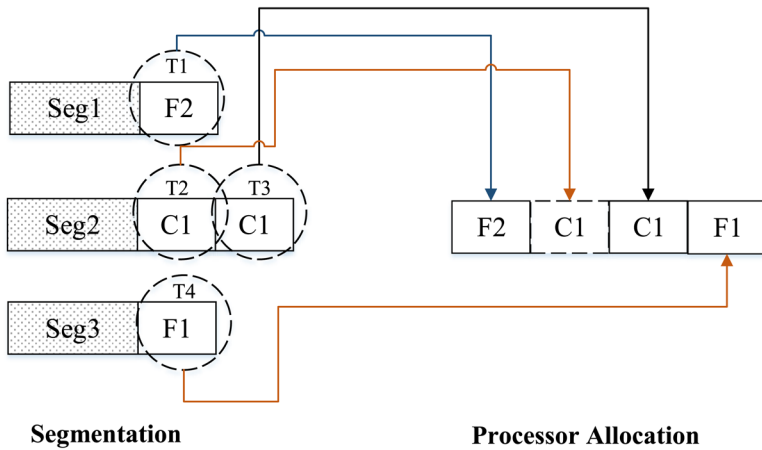 T1
Seg1 F2
T2 T3
Seg2 C1 C1
F2 C1 C1 F1
T4
Seg3 F1
Segmentation
Processor Allocation